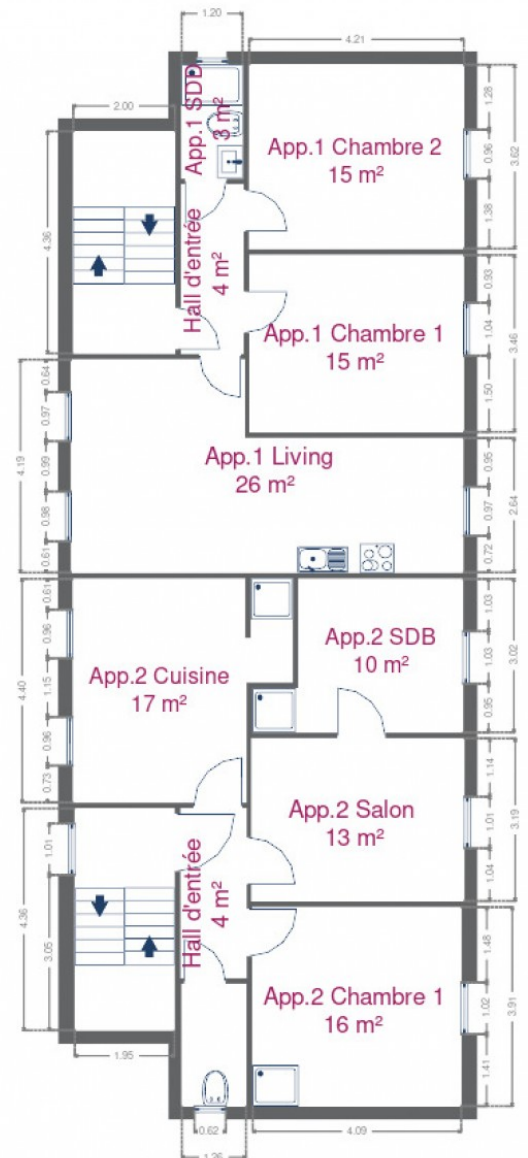 1.20
4.21
2.00
App.1 SDB
3 m²
1.28
3.62
0.96
1.38
App.1 Chambre 2
15 m²
4.36
Hall d'entrée
4 m²
0.93
3.46
1.04
1.50
App.1 Chambre 1
15 m²
0.64
0.97
4.19
0.99
0.98
0.61
App.1 Living
26 m²
0.95
2.64
0.97
0.72
0.61
0.96
4.40
1.15
0.96
0.73
App.2 Cuisine
17 m²
App.2 SDB
10 m²
1.03
3.02
1.03
0.95
App.2 Salon
13 m²
1.14
3.19
1.01
1.04
1.01
4.36
3.05
Hall d'entrée
4 m²
App.2 Chambre 1
16 m²
1.48
3.91
1.02
1.41
1.95
0.62
4.09